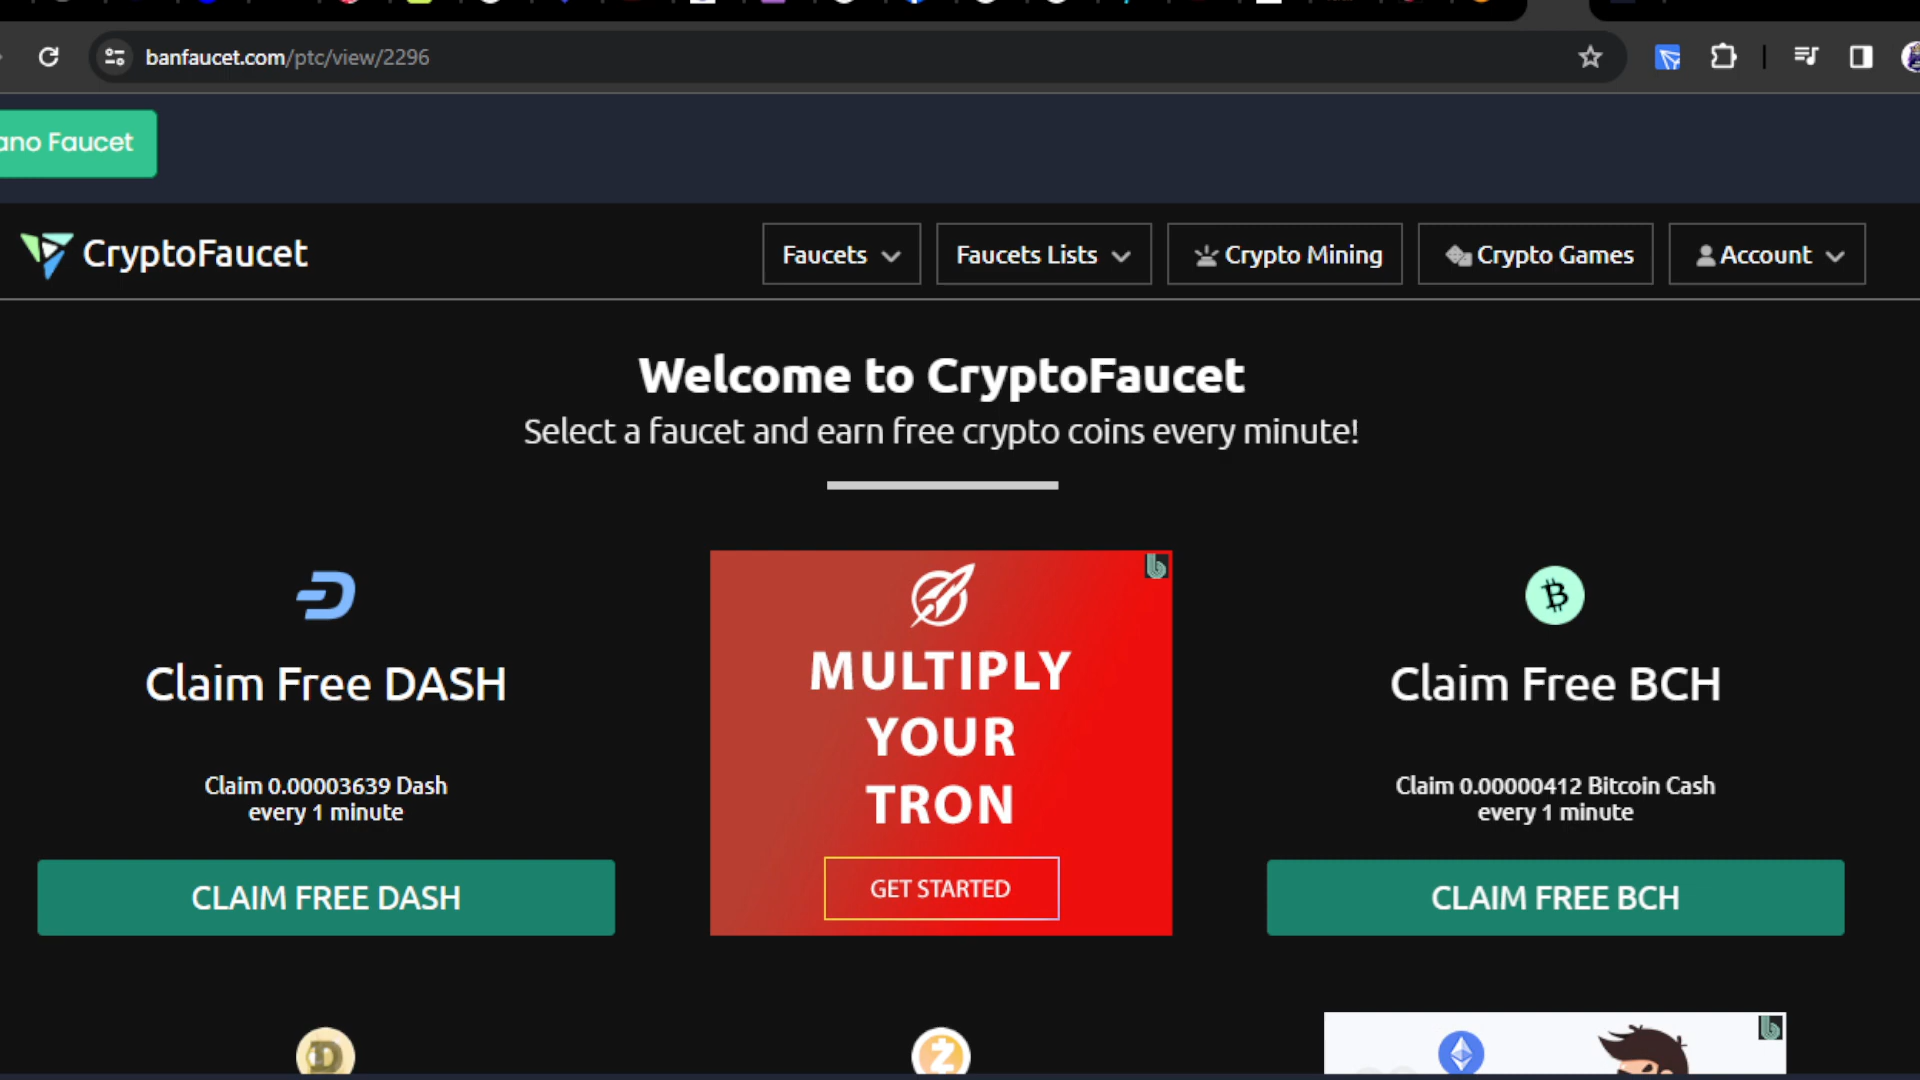 banfaucet.com/ptc/view/2296
ano Faucet
CryptoFaucet
Faucets
Faucets Lists
Crypto Mining
Crypto Games
Account
Welcome to CryptoFaucet
Select a faucet and earn free crypto coins every minute!
Claim Free DASH
Claim 0.00003639 Dash
every 1 minute
CLAIM FREE DASH
MULTIPLY
YOUR
TRON
GET STARTED
Claim Free BCH
Claim 0.00000412 Bitcoin Cash
every 1 minute
CLAIM FREE BCH